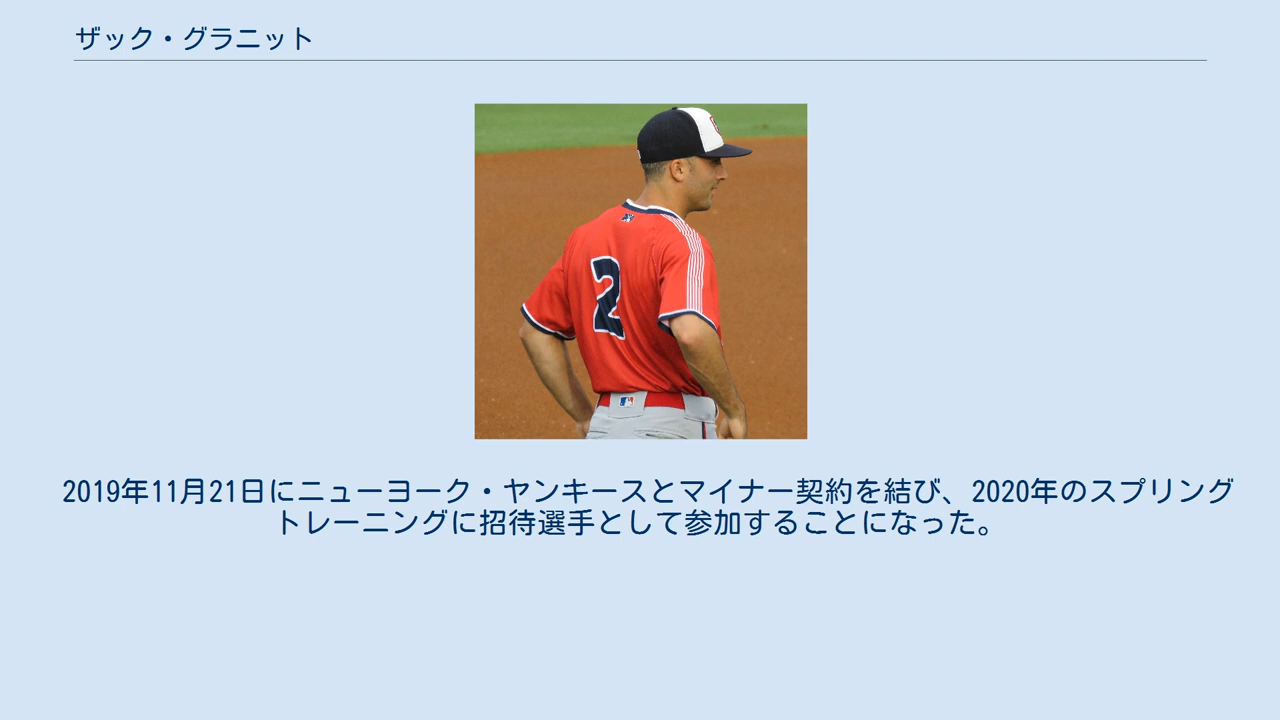 ザック・グラニット
2
2019年11月21日にニューヨーク・ヤンキースとマイナー契約を結び、2020年のスプリング
トレーニングに招待選手として参加することになった。